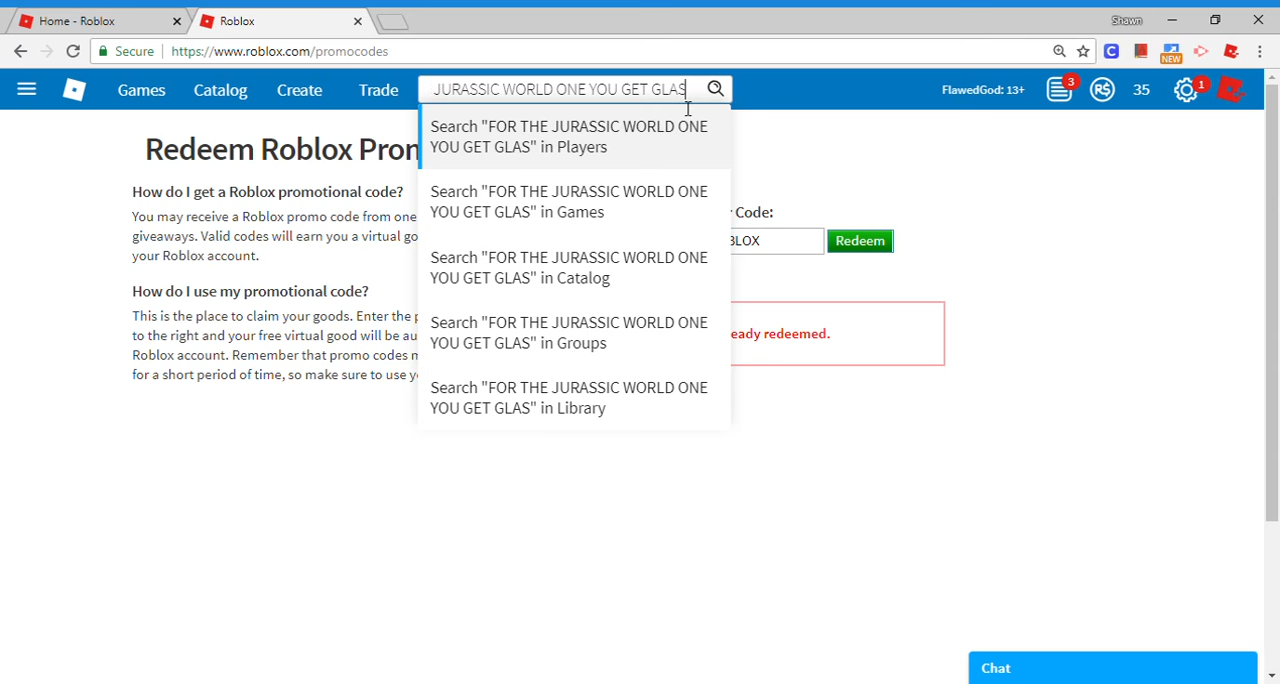 Home - Roblox
Roblox
Shawn
Secure
https://www.roblox.com/promocodes
NEW
Games
Catalog
Create
Trade
JURASSIC WORLD ONE YOU GET GLAS
FlawedGod: 13+
3
R$
35
1
Search "FOR THE JURASSIC WORLD ONE
YOU GET GLAS" in Players
Search "FOR THE JURASSIC WORLD ONE
YOU GET GLAS" in Games
Search "FOR THE JURASSIC WORLD ONE
YOU GET GLAS" in Catalog
Search "FOR THE JURASSIC WORLD ONE
YOU GET GLAS" in Groups
Search "FOR THE JURASSIC WORLD ONE
YOU GET GLAS" in Library
Redeem Roblox Pron
How do I get a Roblox promotional code?
You may receive a Roblox promo code from one
giveaways. Valid codes will earn you a virtual go
your Roblox account.
How do I use my promotional code?
This is the place to claim your goods. Enter the p
to the right and your free virtual good will be au
Roblox account. Remember that promo codes m
for a short period of time, so make sure to use y
Code:
BLOX
Redeem
eady redeemed.
Chat